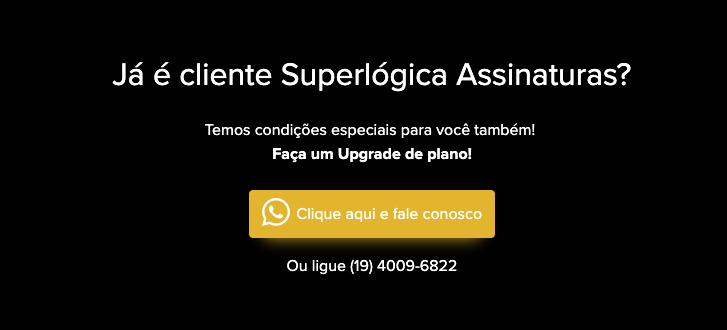 Já é cliente Superlógica Assinaturas?
Temos condições especiais para você também!
Faça um Upgrade de plano!
Clique aqui e fale conosco
Ou ligue (19) 4009-6822